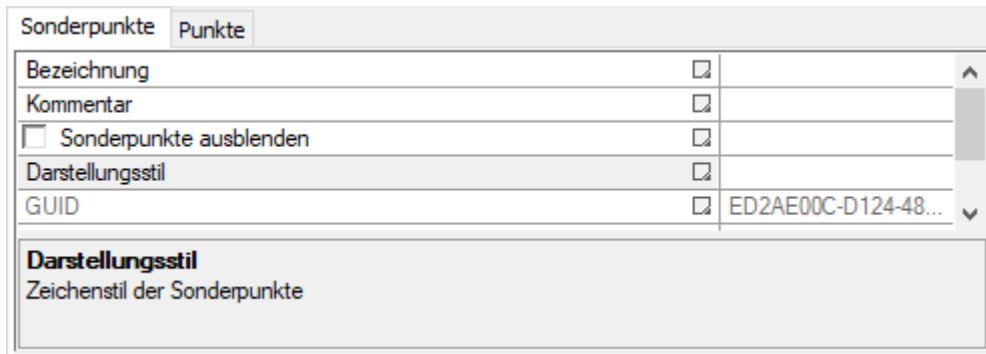 Sonderpunkte Punkte
Bezeichnung
Kommentar
Sonderpunkte ausblenden
Darstellungsstil
GUID ED2AE00C-D124-48...
Darstellungsstil
Zeichenstil der Sonderpunkte